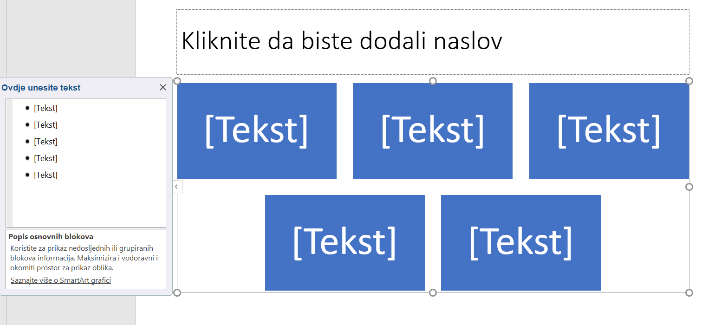 Kliknite da biste dodali naslov
Ovdje unesite tekst
[Tekst]
[Tekst]
[Tekst]
[Tekst]
[Tekst]
Popis osnovnih blokova
Koristite za prikaz nedosljednih ili grupiranih
blokova informacija. Maksimizira i vodoravni i
okomiti prostor za prikaz oblika.
Saznajte više o SmartArt grafici
[Tekst] [Tekst] [Tekst]
[Tekst] [Tekst]